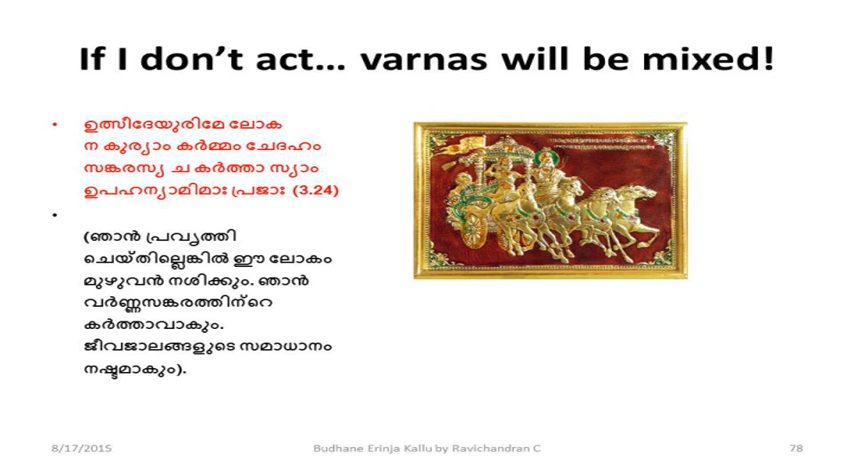 If I don't act... varnas will be mixed!
• ഉത്സീദേയുരിമേ ലോക
ന കുര്യാം കർമ്മം ചേദഹം
സങ്കരസ്യ ച കർത്താ സ്യാം
ഉപഹന്യാമിമാഃ പ്രജാഃ (3.24)
•
(ഞാൻ പ്രവൃത്തി
ചെയ്തില്ലെങ്കിൽ ഈ ലോകം
മുഴുവൻ നശിക്കും. ഞാൻ
വർണ്ണസങ്കരത്തിന്റെ
കർത്താവാകും.
ജീവജാലങ്ങളുടെ സമാധാനം
നഷ്ടമാകും).
8/17/2015
Budhane Erinja Kallu by Ravichandran C
78